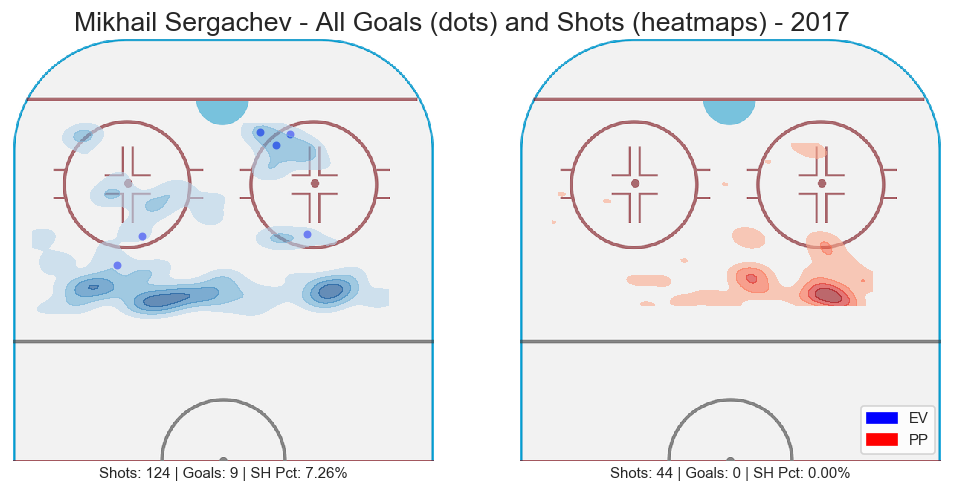 Mikhail Sergachev - All Goals (dots) and Shots (heatmaps) - 2017
EV
PP
Shots: 124 | Goals: 9 | SH Pct: 7.26%
Shots: 44 | Goals: 0 | SH Pct: 0.00%